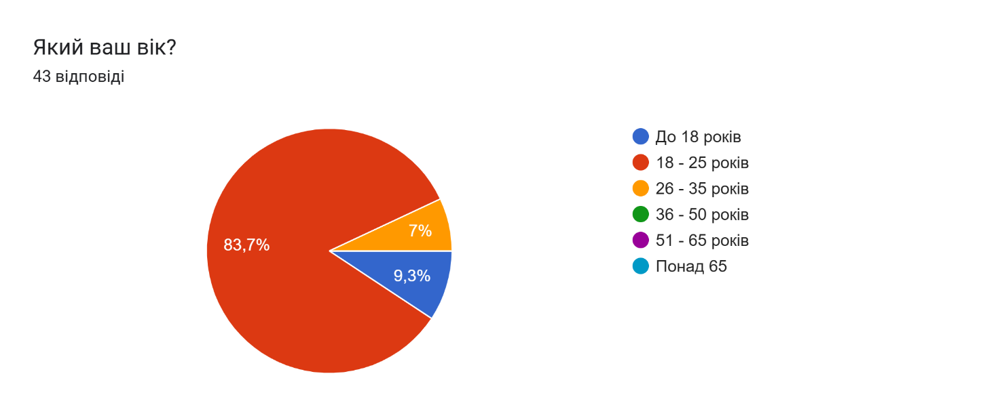 Який ваш вік?
43 відповіді
До 18 років
18 - 25 років
26 - 35 років
36 - 50 років
51 - 65 років
Понад 65
83,7%
7%
9,3%